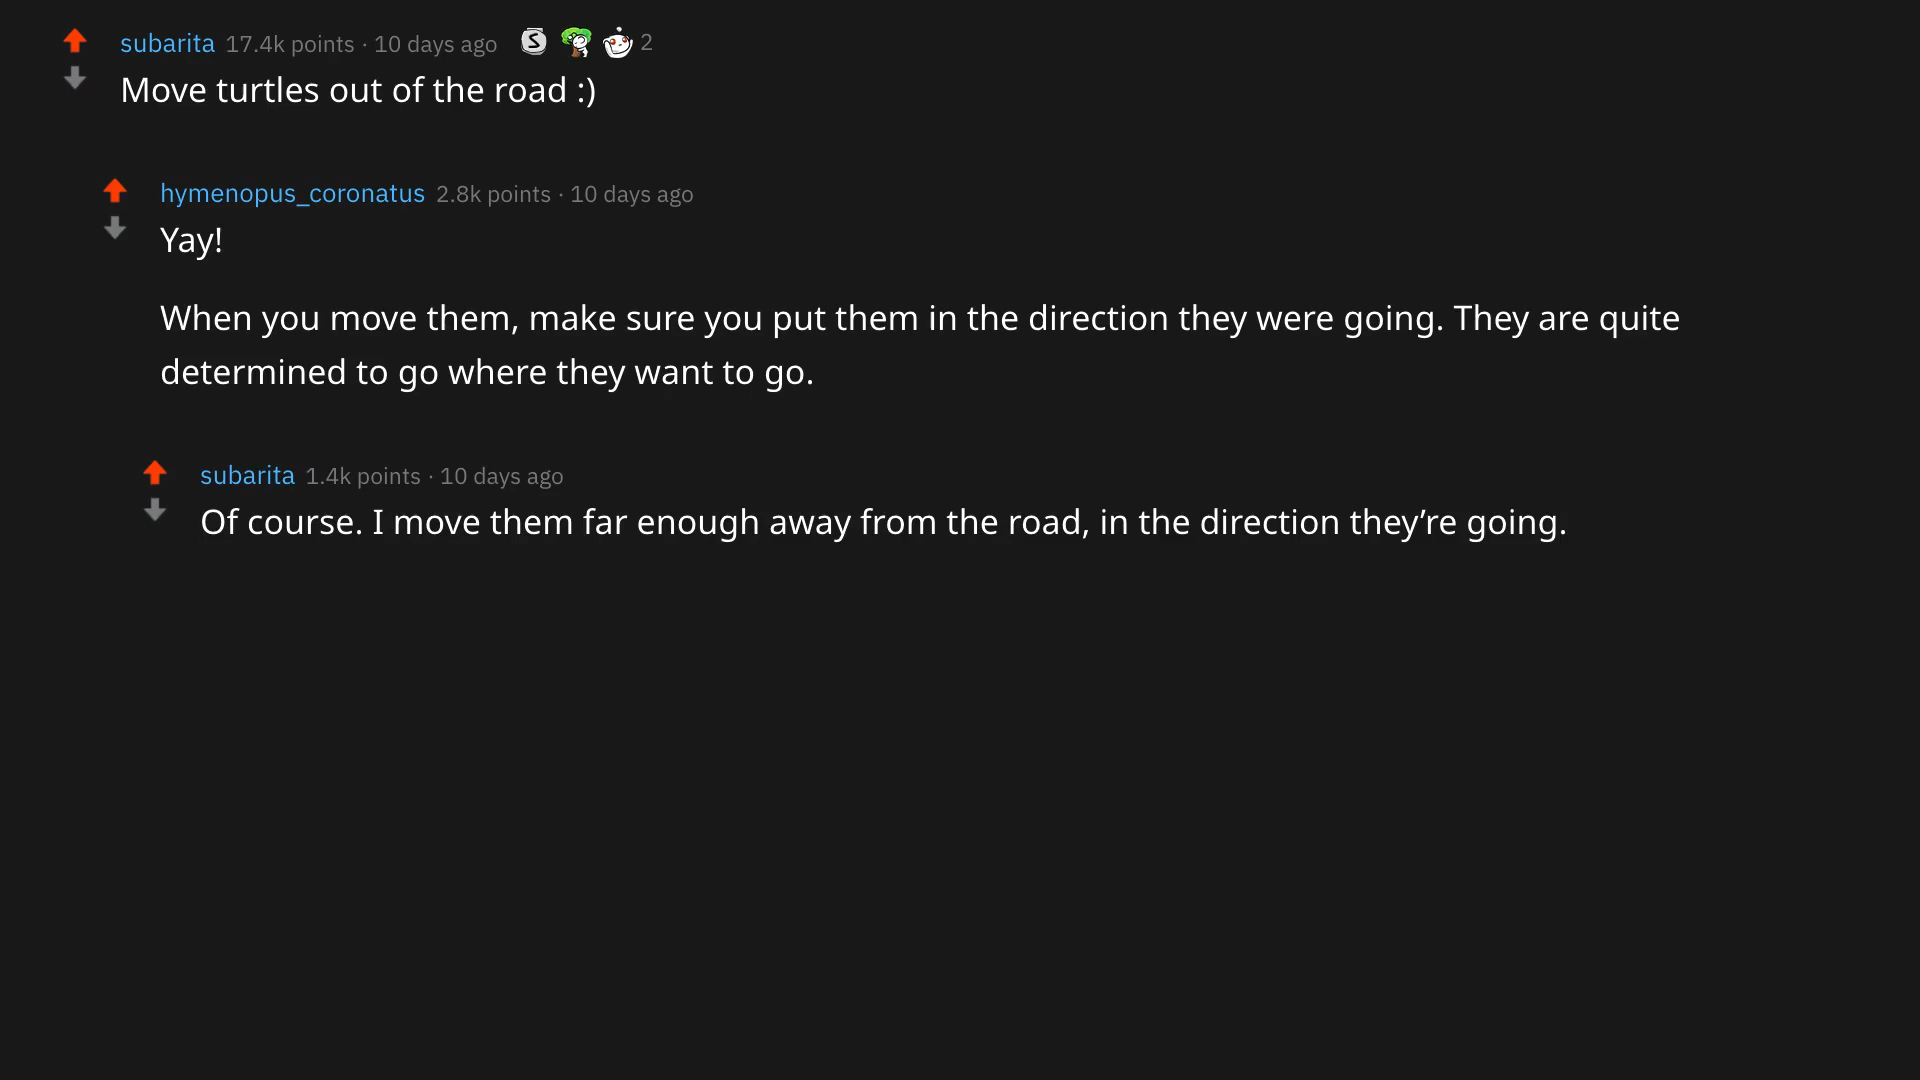 subarita 17.4k points · 10 days ago S 2
Move turtles out of the road :)
hymenopus_coronatus 2.8k points · 10 days ago
Yay!
When you move them, make sure you put them in the direction they were going. They are quite
determined to go where they want to go.
subarita 1.4k points · 10 days ago
Of course. I move them far enough away from the road, in the direction they’re going.